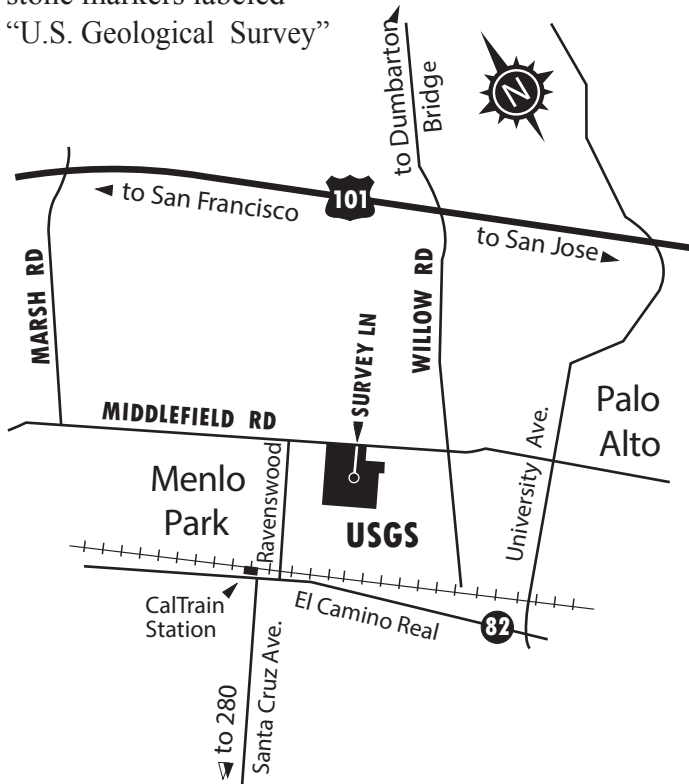 stone markers labeled
“U.S. Geological Survey”
to Dumbarton
Bridge
N
101
to San Francisco
to San Jose
MARSH RD
WILLOW RD
SURVEY LN
MIDDLEFIELD RD
Palo
Alto
University Ave.
Menlo
Park
Ravenswood
USGS
CalTrain
Station
El Camino Real
82
Santa Cruz Ave.
to 280